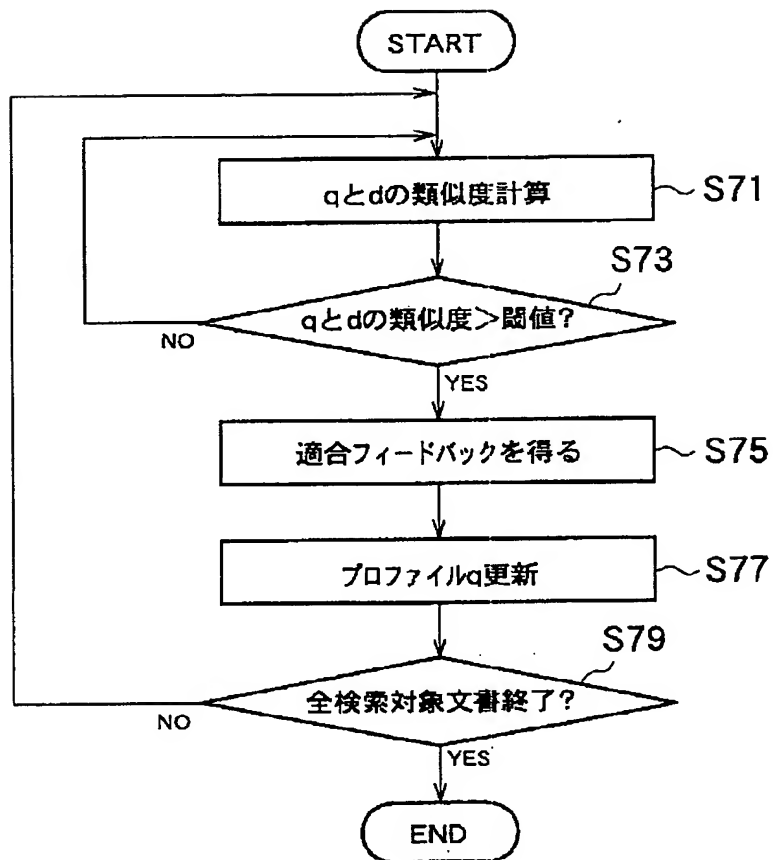 START
qとdの類似度計算
S71
S73
qとdの類似度＞閾値?
NO
YES
適合フィードバックを得る
S75
プロファイルq更新
S77
S79
全検索対象文書終了?
NO
YES
END